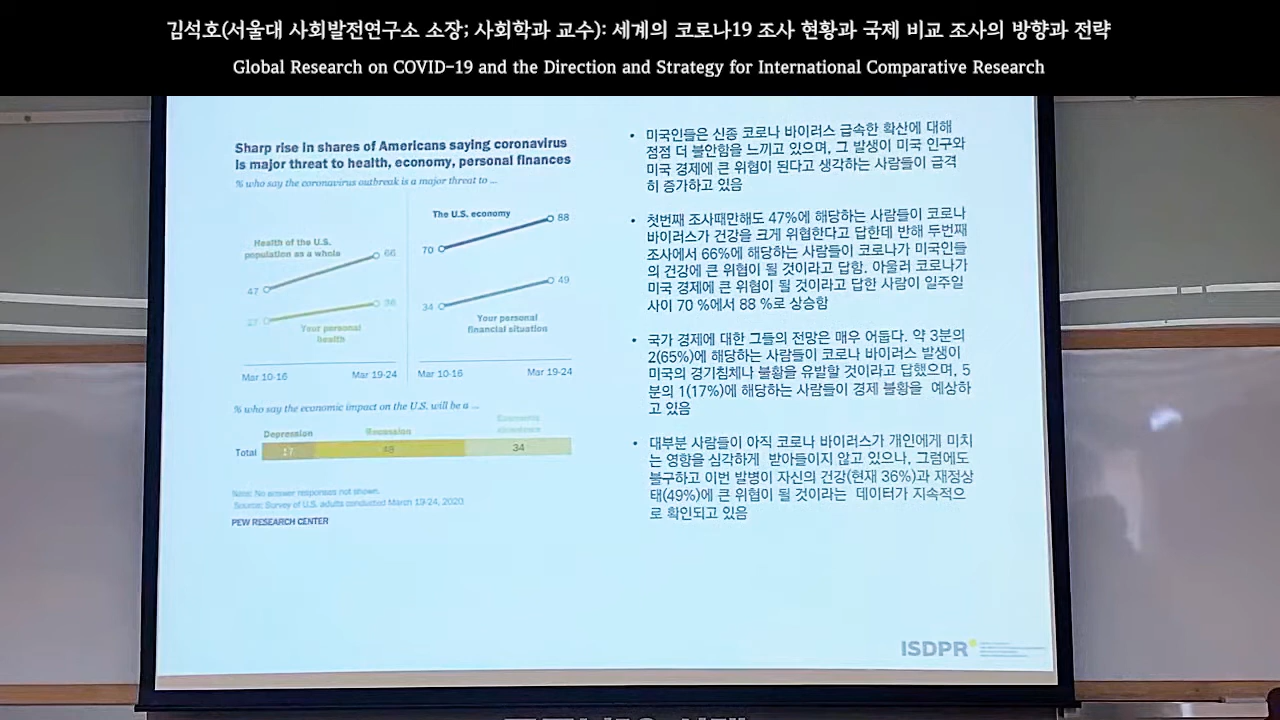 김석호(서울대 사회발전연구소 소장; 사회학과 교수): 세계의 코로나19 조사 현황과 국제 비교 조사의 방향과 전략
Global Research on COVID-19 and the Direction and Strategy for International Comparative Research
Sharp rise in shares of Americans saying coronavirus
is major threat to health, economy, personal finances
% who say the coronavirus outbreak is a major threat to ...
Health of the U.S.
population as a whole
66
47
36
27
Your personal
health
Mar 10-16
Mar 19-24
The U.S. economy
88
70
49
34
Your personal
financial situation
Mar 10-16
Mar 19-24
% who say the economic impact on the U.S. will be a ...
Depression
Recession
Total
17
48
34
Note: No answer responses not shown.
Source: Survey of U.S. adults conducted March 19-24, 2020
PEW RESEARCH CENTER
• 미국인들은 신종 코로나 바이러스 급속한 확산에 대해
점점 더 불안함을 느끼고 있으며, 그 발생이 미국 인구와
미국 경제에 큰 위협이 된다고 생각하는 사람들이 급격
히 증가하고 있음
• 첫번째 조사때만해도 47%에 해당하는 사람들이 코로나
바이러스가 건강을 크게 위협한다고 답한데 반해 두번째
조사에서 66%에 해당하는 사람들이 코로나가 미국인들
의 건강에 큰 위협이 될 것이라고 답함. 아울러 코로나가
미국 경제에 큰 위협이 될 것이라고 답한 사람이 일주일
사이 70 %에서 88 %로 상승함
• 국가 경제에 대한 그들의 전망은 매우 어둡다. 약 3분의
2(65%)에 해당하는 사람들이 코로나 바이러스 발생이
미국의 경기침체나 불황을 유발할 것이라고 답했으며, 5
분의 1(17%)에 해당하는 사람들이 경제 불황을 예상하
고 있음
• 대부분 사람들이 아직 코로나 바이러스가 개인에게 미치
는 영향을 심각하게 받아들이지 않고 있으나, 그럼에도
불구하고 이번 발병이 자신의 건강(현재 36%)과 재정상
태(49%)에 큰 위협이 될 것이라는 데이터가 지속적으
로 확인되고 있음
ISDPR